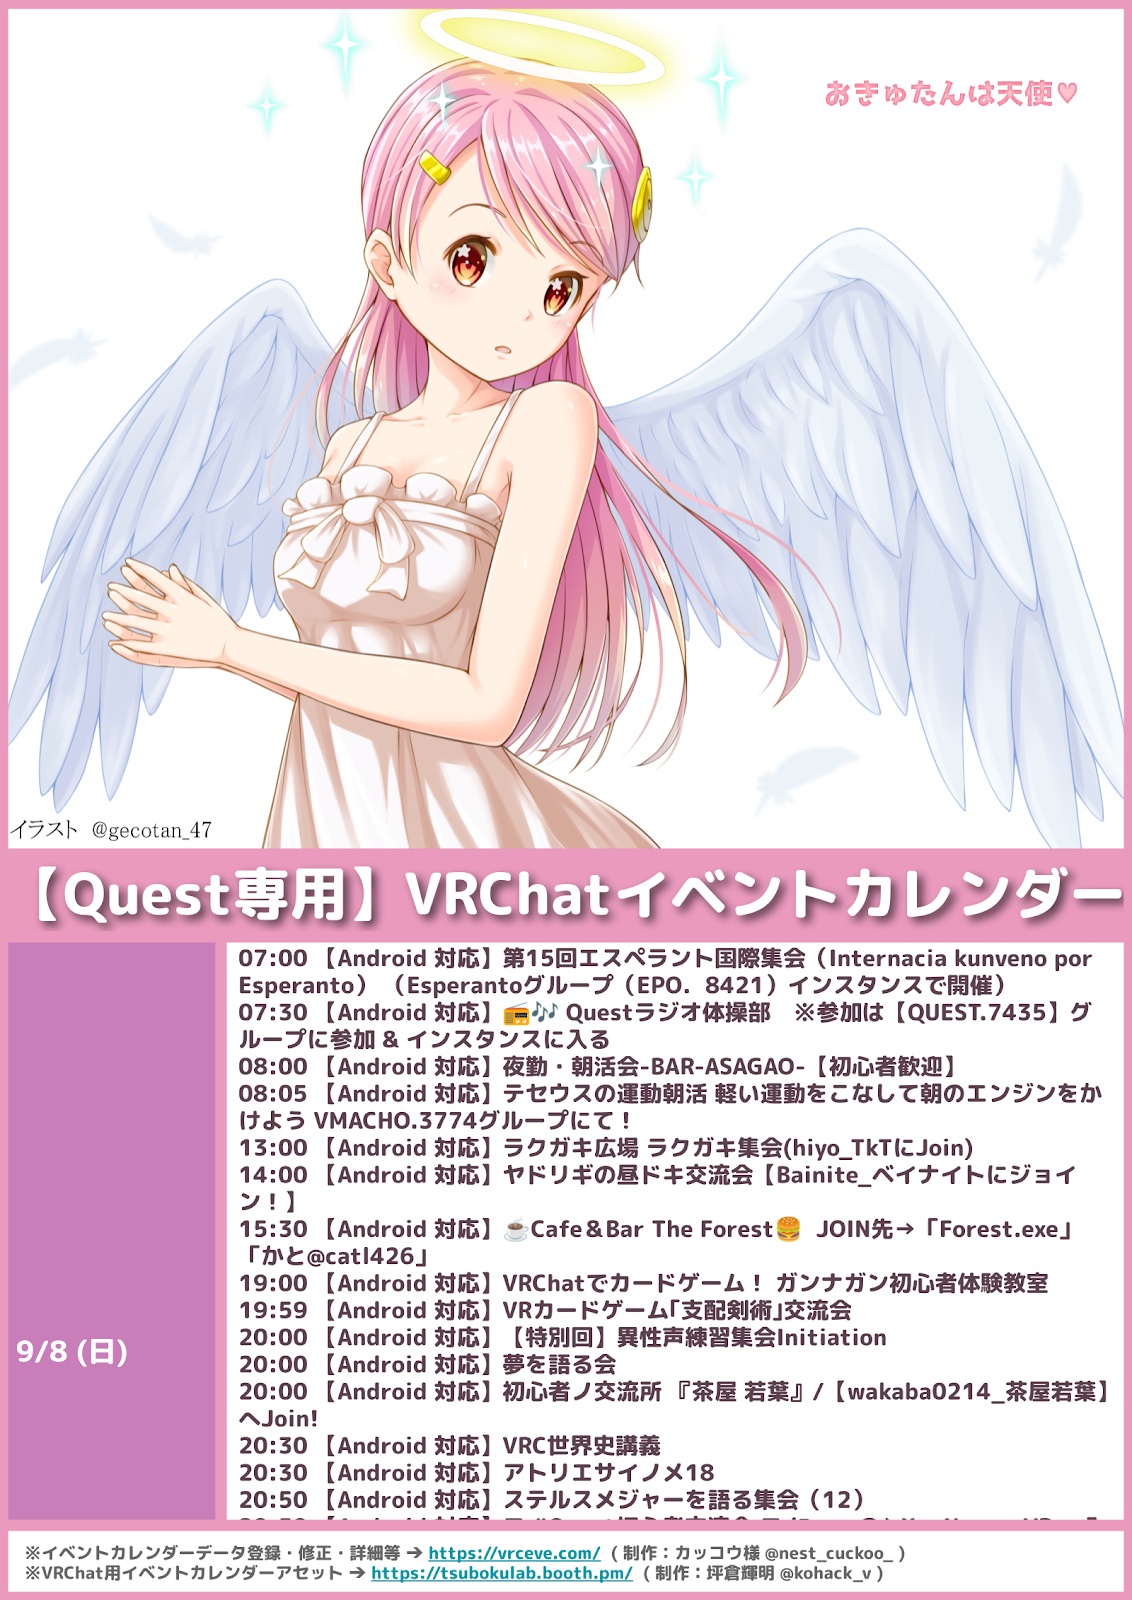 おきゅたんは天使♥
イラスト @gecotan_47
【Quest専用】VRChatイベントカレンダー
9/8 (日)
07:00 【Android 対応】第15回エスペラント国際集会（Internacia kunveno por
Esperanto）（Esperantoグループ（EPO．8421）インスタンスで開催）
07:30 【Android 対応】📻🎶 Questラジオ体操部　※参加は【QUEST.7435】グ
ループに参加 & インスタンスに入る
08:00 【Android 対応】夜勤・朝活会-BAR-ASAGAO-【初心者歓迎】
08:05 【Android 対応】テセウスの運動朝活 軽い運動をこなして朝のエンジンをか
けよう VMACHO.3774グループにて！
13:00 【Android 対応】ラクガキ広場 ラクガキ集会(hiyo_TkTにJoin)
14:00 【Android 対応】ヤドリギの昼ドキ交流会【Bainite_ベイナイトにジョイ
ン！】
15:30 【Android 対応】☕Cafe＆Bar The Forest🍔 JOIN先→「Forest.exe」
「かと@catl426」
19:00 【Android 対応】VRChatでカードゲーム！ ガンナガン初心者体験教室
19:59 【Android 対応】VRカードゲーム｢支配剣術｣交流会
20:00 【Android 対応】【特別回】異性声練習集会Initiation
20:00 【Android 対応】夢を語る会
20:00 【Android 対応】初心者ノ交流所 『茶屋 若葉』/【wakaba0214_茶屋若葉】
へJoin!
20:30 【Android 対応】VRC世界史講義
20:30 【Android 対応】アトリエサイノメ18
20:50 【Android 対応】ステルスメジャーを語る集会（12）
※イベントカレンダーデータ登録・修正・詳細等 ➔ https://vrceve.com/ （制作：カッコウ様 @nest_cuckoo_ ）
※VRChat用イベントカレンダーアセット ➔ https://tsubokulab.booth.pm/ （制作：坪倉輝明 @kohack_v ）